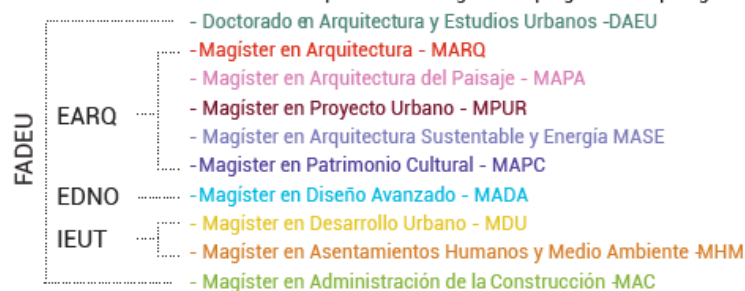 - Doctorado en Arquitectura y Estudios Urbanos -DAEU
-Magíster en Arquitectura - MARQ
- Magíster en Arquitectura del Paisaje - MAPA
- Magíster en Proyecto Urbano - MPUR
- Magíster en Arquitectura Sustentable y Energía MASE
-Magister en Patrimonio Cultural - MAPC
-Magíster en Diseño Avanzado - MADA
- Magíster en Desarrollo Urbano - MDU
- Magíster en Asentamientos Humanos y Medio Ambiente -MHM
- Magíster en Administración de la Construcción -MAC
FADEU
EARQ
EDNO
IEUT